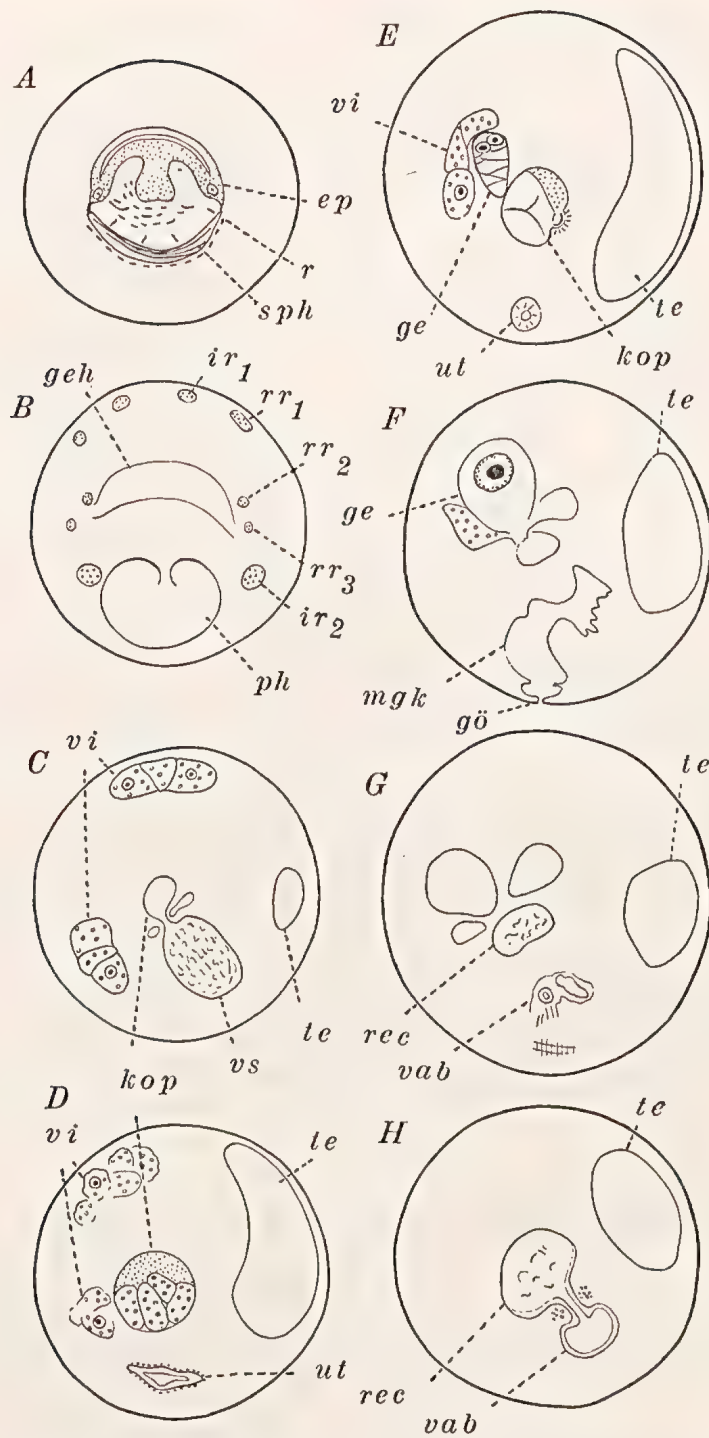 A
ep
r
sph
B
geh
ir1
rr1
rr2
rr3
ir2
ph
C
vi
te
kop
vs
D
vi
te
ut
E
vi
ge
ut
kop
te
F
te
ge
mgk
gö
G
te
rec
vab
H
te
rec
vab